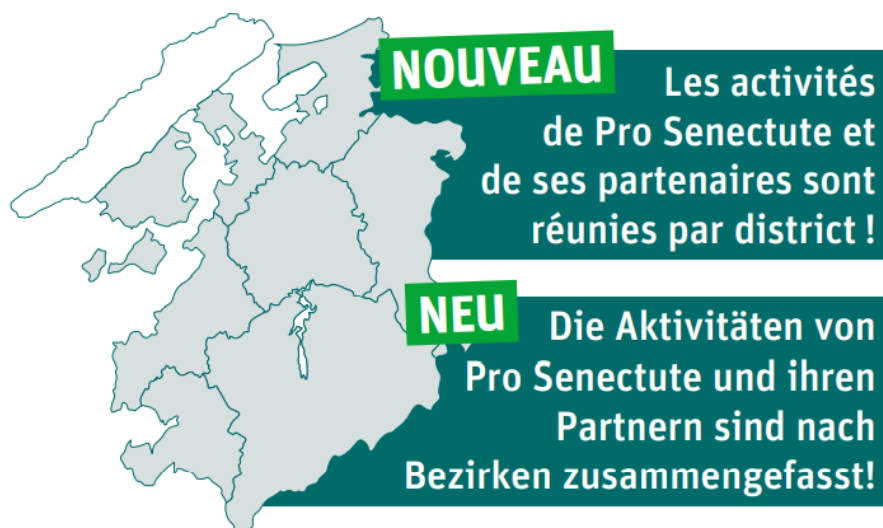 NOUVEAU
Les activités
de Pro Senectute et
de ses partenaires sont
réunies par district !
NEU
Die Aktivitäten von
Pro Senectute und ihren
Partnern sind nach
Bezirken zusammengefasst!